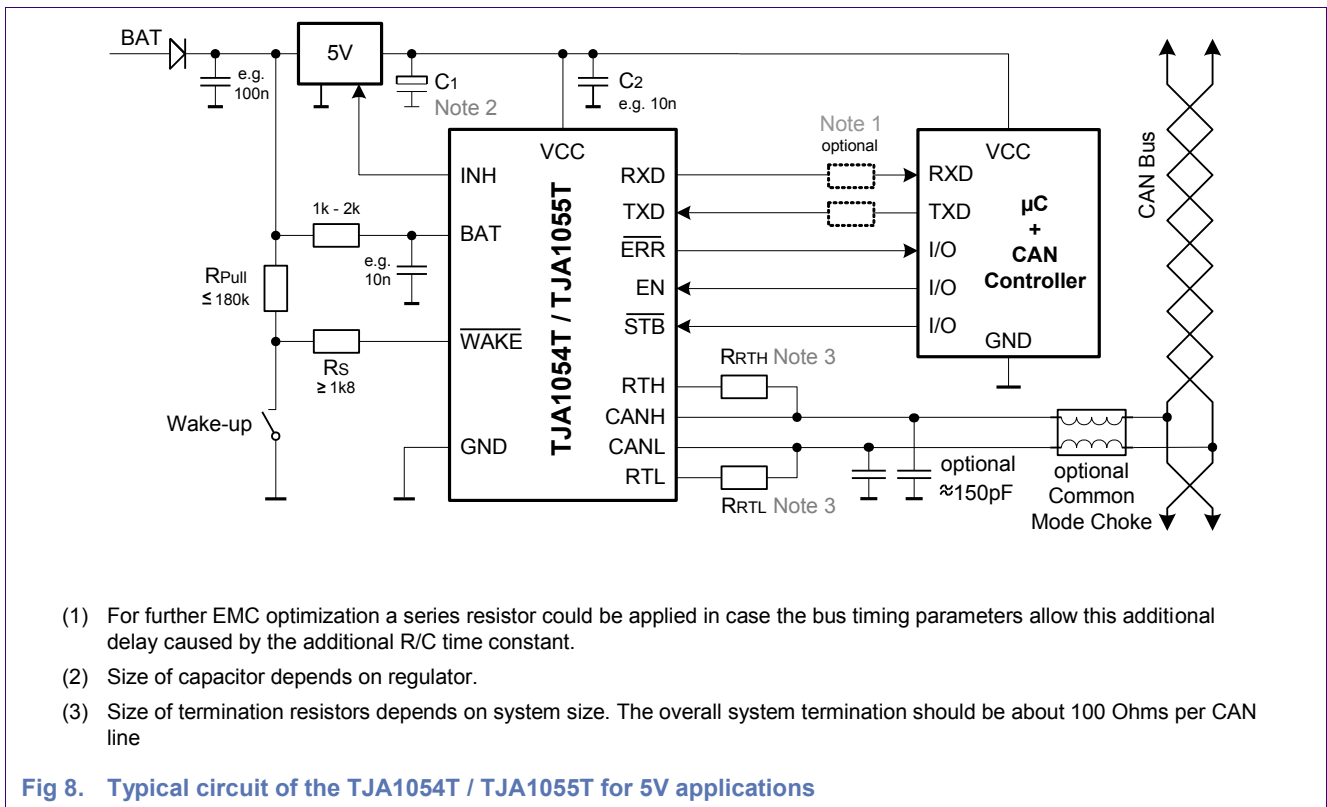 BAT
5V
e.g.
100n
C1
Note 2
C2
e.g. 10n
Note 1
optional
CAN Bus
VCC
INH
BAT
WAKE
GND
TJA1054T / TJA1055T
RXD
TXD
ERR
EN
STB
RTH
CANH
CANL
RTL
VCC
RXD
TXD
I/O
I/O
I/O
µC
+
CAN
Controller
GND
1k - 2k
e.g.
10n
RPull
≤ 180k
RS
≥ 1k8
Wake-up
RRTH Note 3
RRTL Note 3
optional
≈150pF
optional
Common
Mode Choke
(1) For further EMC optimization a series resistor could be applied in case the bus timing parameters allow this additional
delay caused by the additional R/C time constant.
(2) Size of capacitor depends on regulator.
(3) Size of termination resistors depends on system size. The overall system termination should be about 100 Ohms per CAN
line
Fig 8. Typical circuit of the TJA1054T / TJA1055T for 5V applications